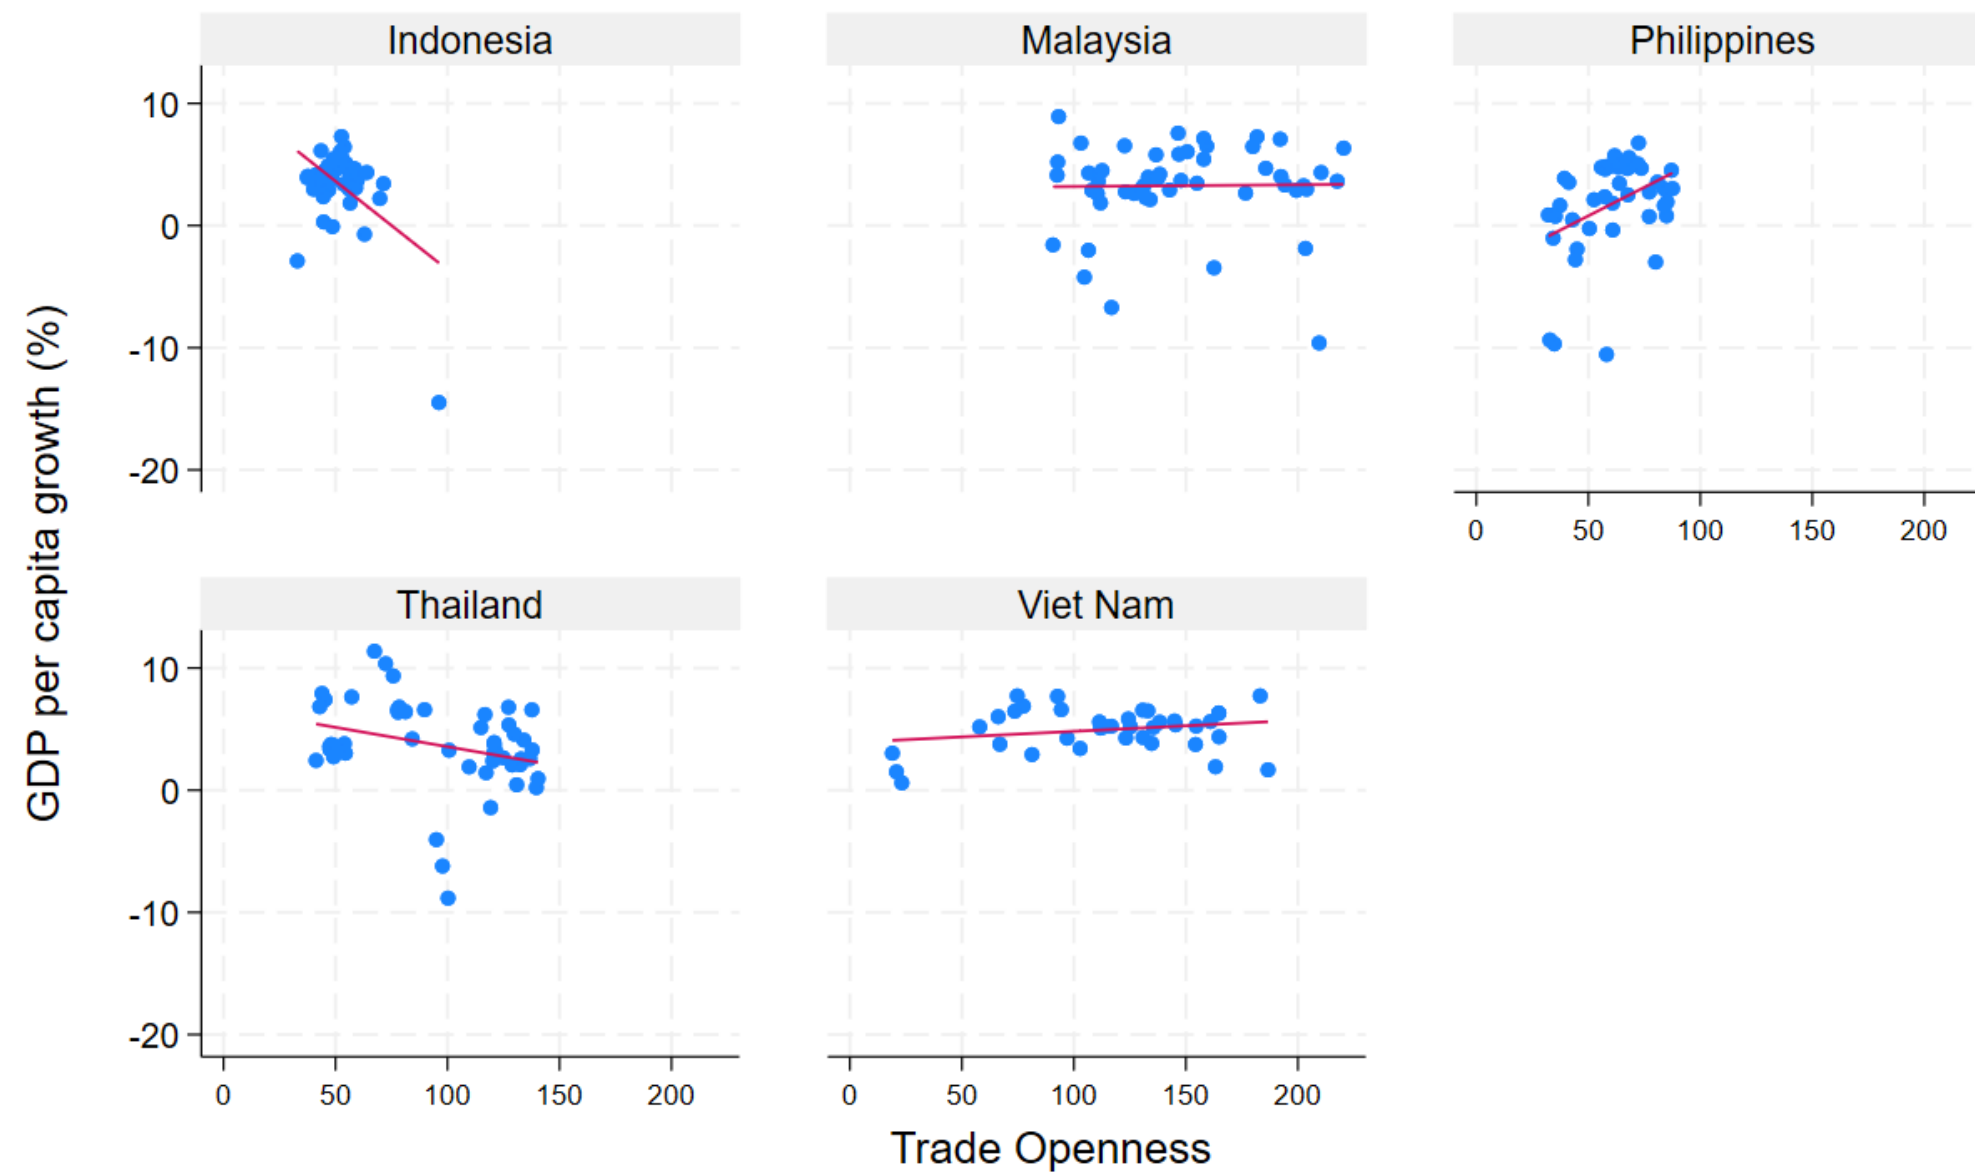 Indonesia
Malaysia
Philippines
10
0
-10
-20
0 50 100 150 200
GDP per capita growth (%)
Thailand
Viet Nam
10
0
-10
-20
0 50 100 150 200
0 50 100 150 200
Trade Openness